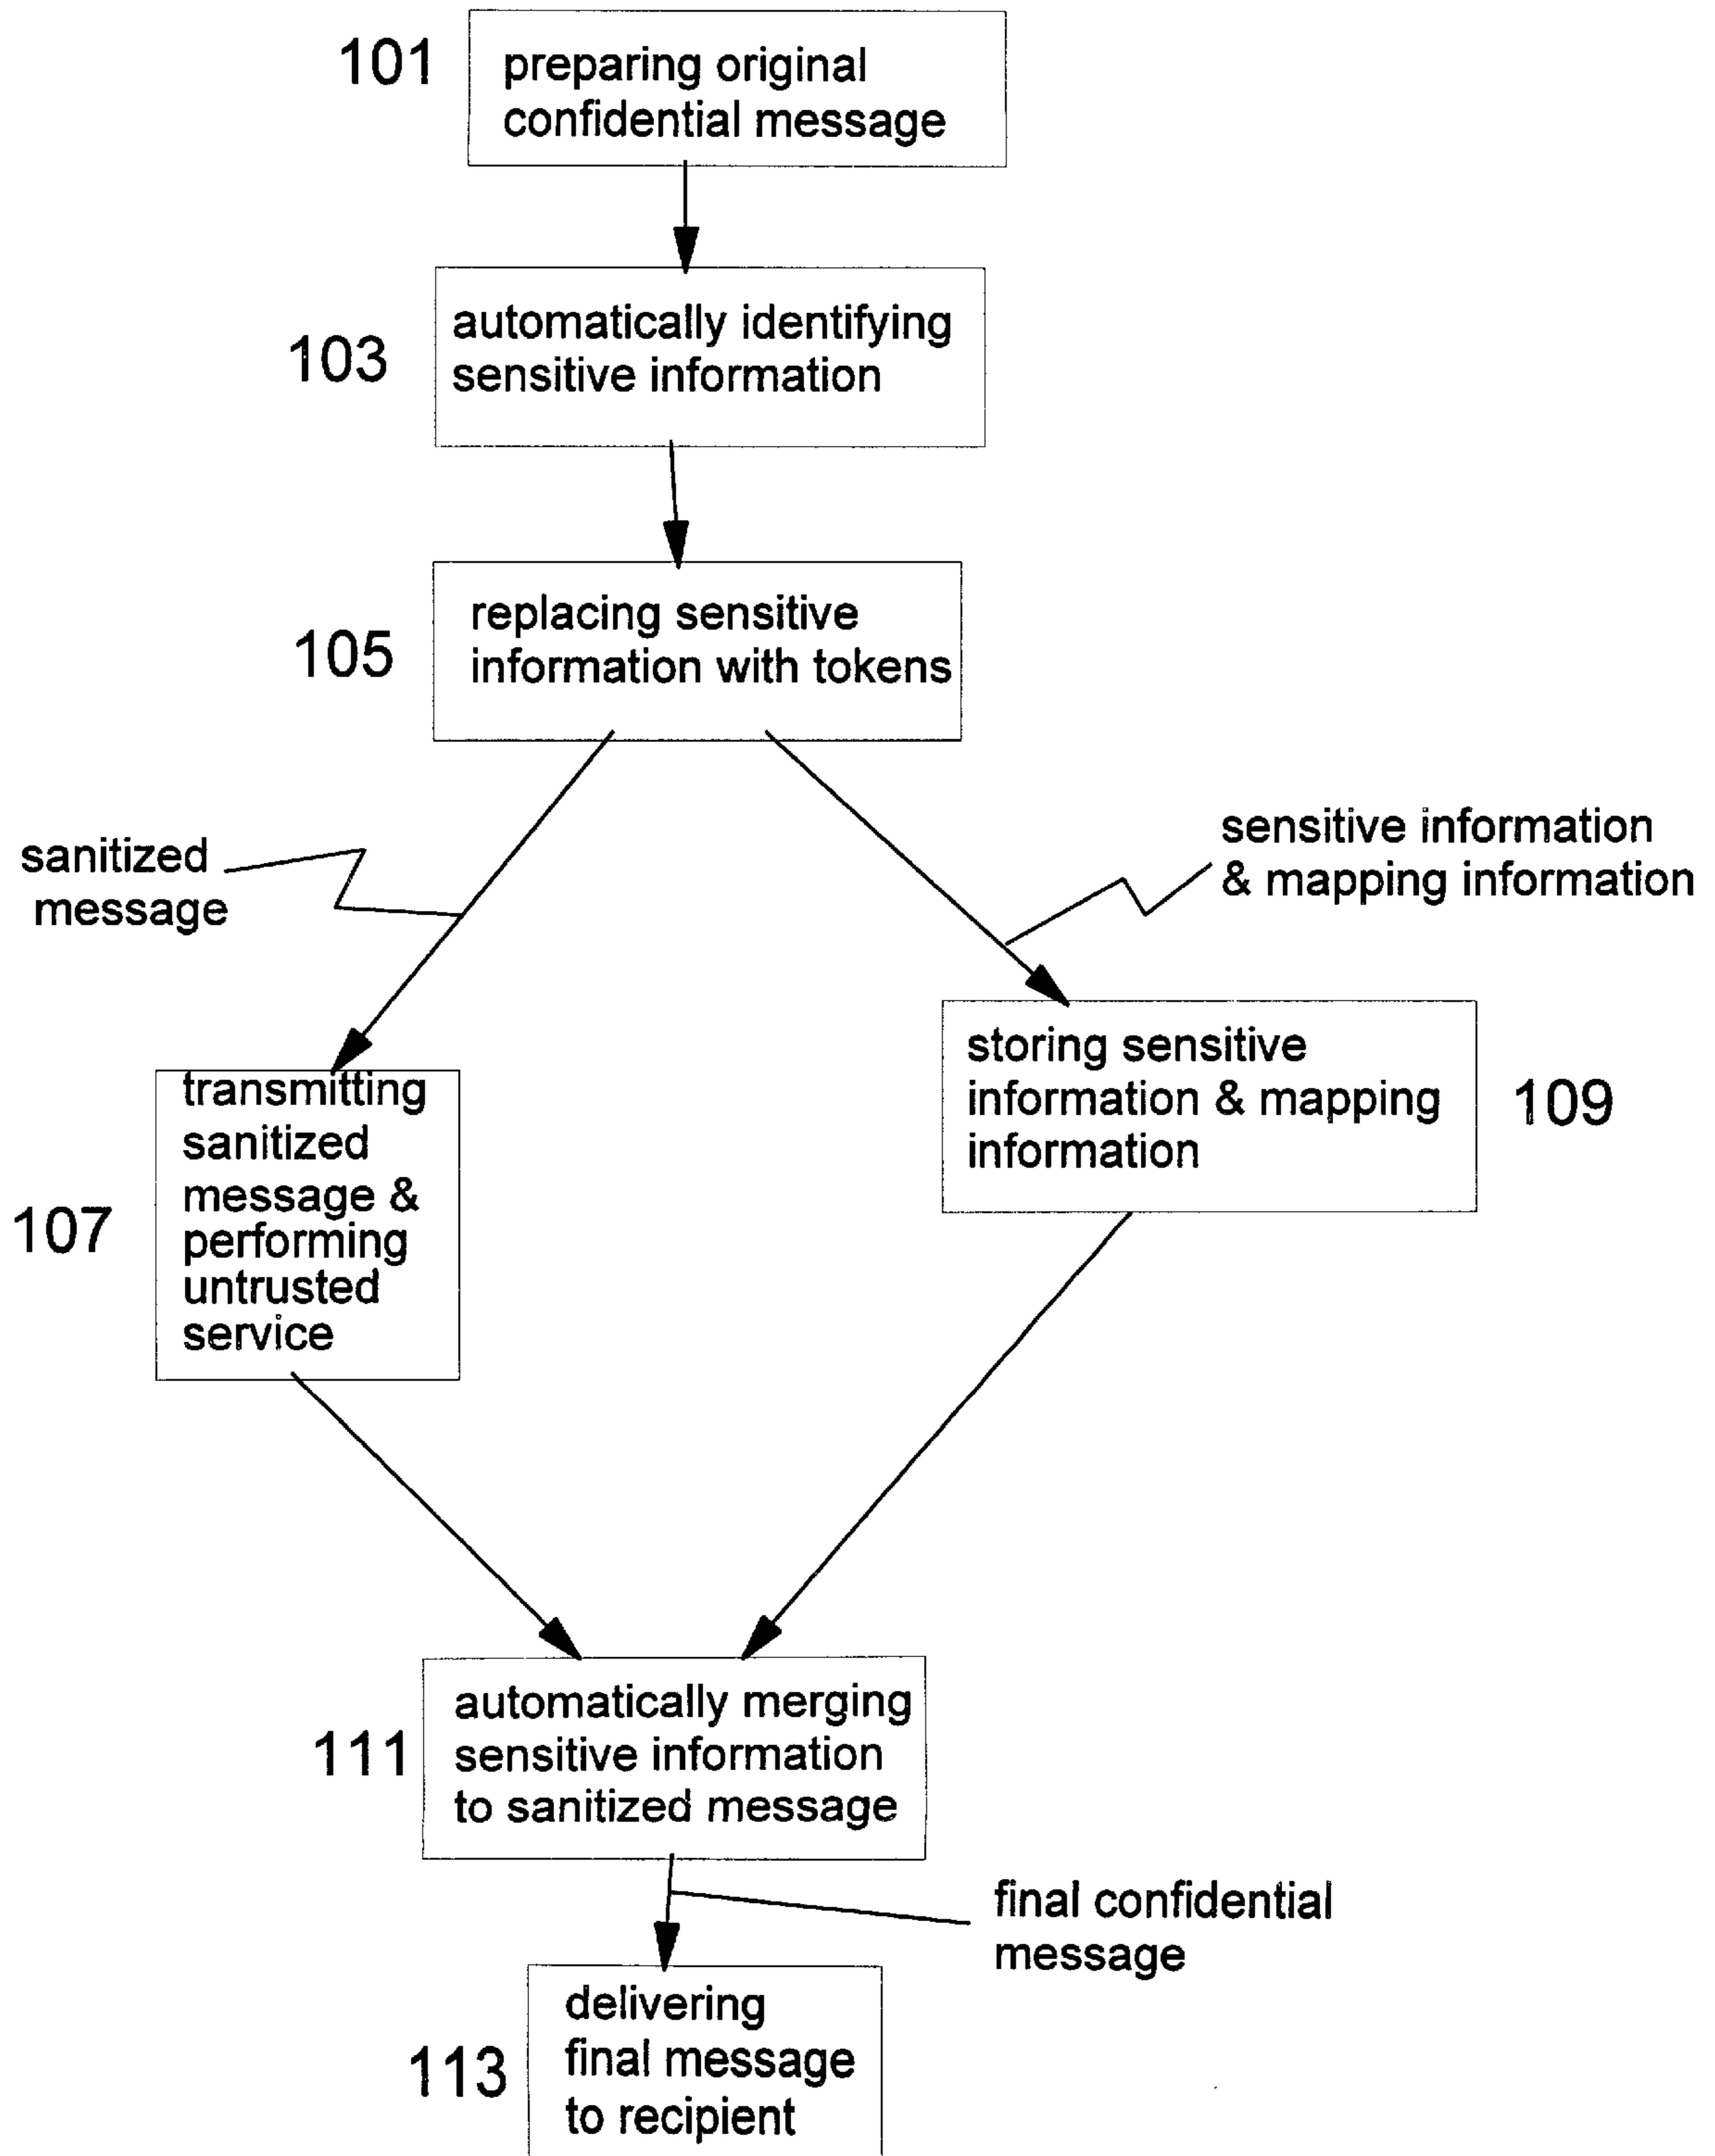 101
preparing original
confidential message
103
automatically identifying
sensitive information
105
replacing sensitive
information with tokens
sanitized
message
sensitive information
& mapping information
107
transmitting
sanitized
message &
performing
untrusted
service
storing sensitive
information & mapping
information
109
111
automatically merging
sensitive information
to sanitized message
final confidential
message
113
delivering
final message
to recipient